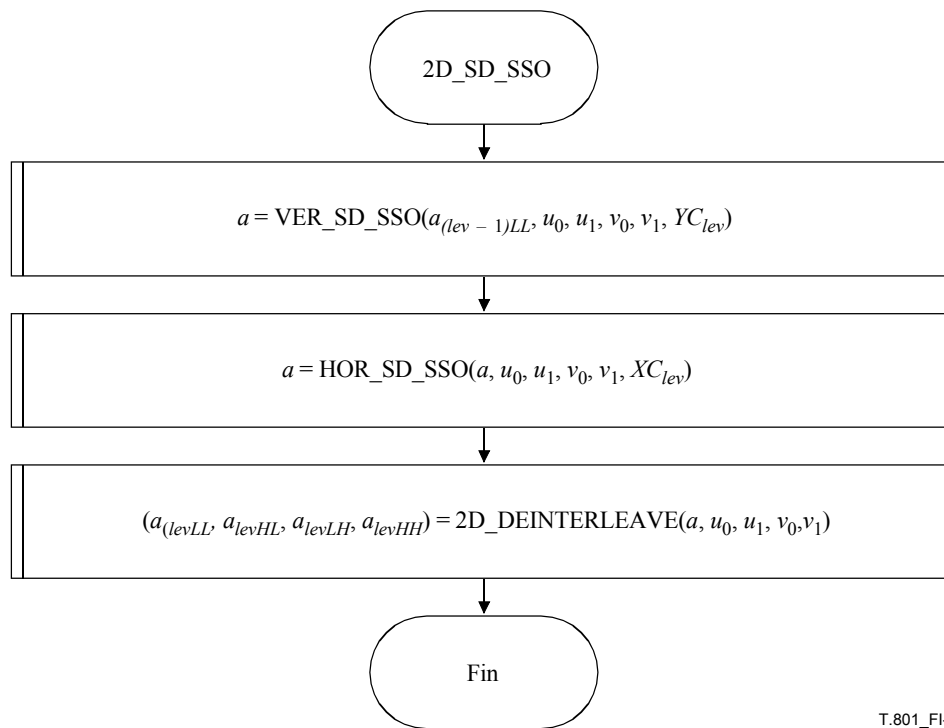 2D_SD_SSO
a = VER_SD_SSO(a(lev – 1)LL, u0, u1, v0, v1, YClev)
a = HOR_SD_SSO(a, u0, u1, v0, v1, XClev)
(a(levLL, alevHL, alevLH, alevHH) = 2D_DEINTERLEAVE(a, u0, u1, v0,v1)
Fin